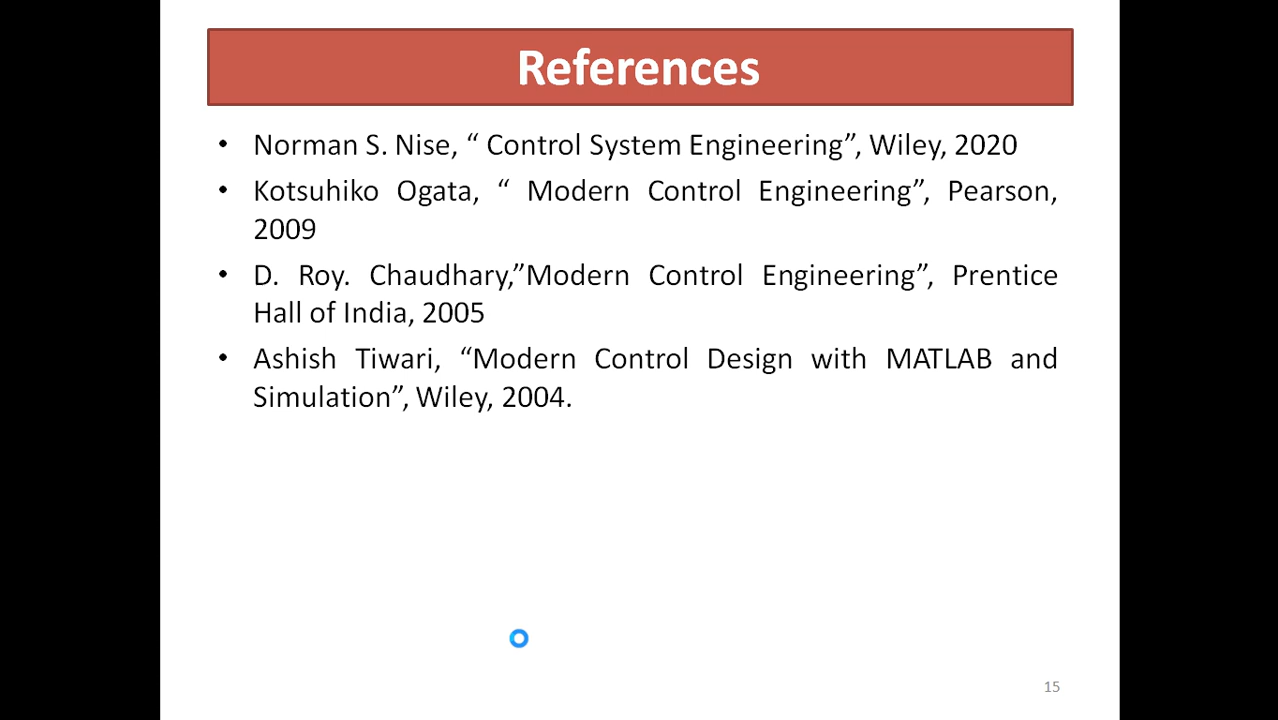 References
• Norman S. Nise, “ Control System Engineering”, Wiley, 2020
• Kotsuhiko Ogata, “ Modern Control Engineering”, Pearson,
2009
• D. Roy. Chaudhary,”Modern Control Engineering”, Prentice
Hall of India, 2005
• Ashish Tiwari, “Modern Control Design with MATLAB and
Simulation”, Wiley, 2004.
15